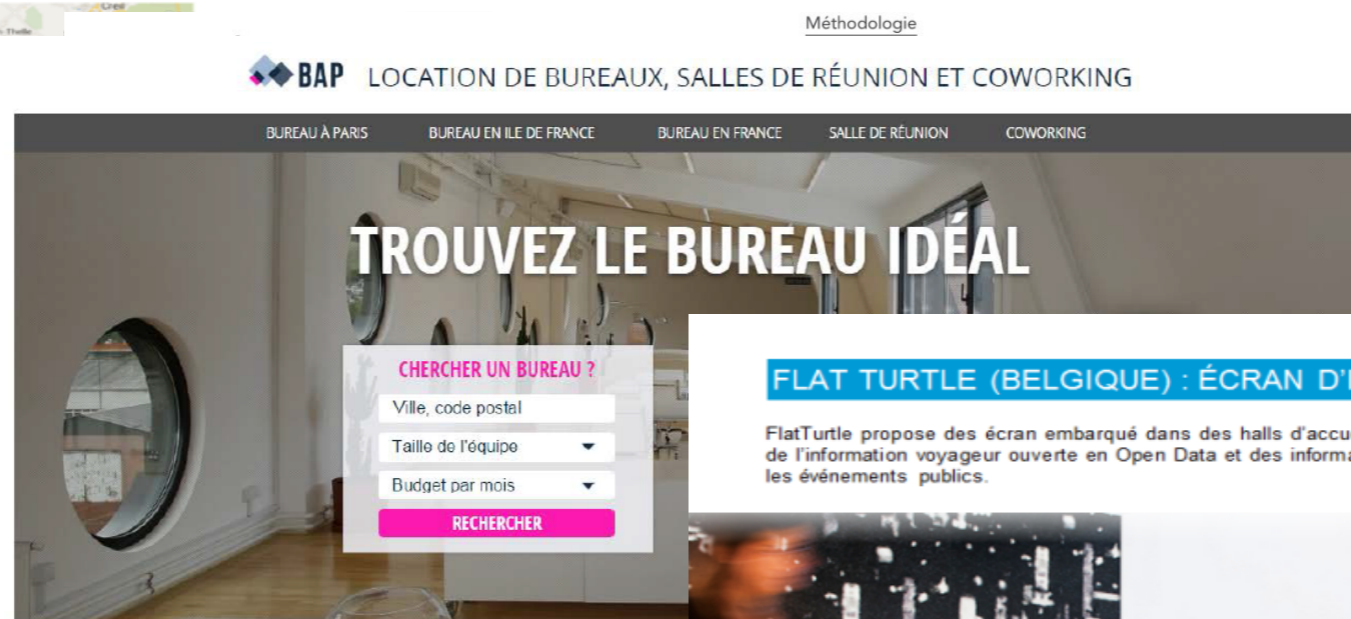 Creil
Thelle
Méthodologie
BAP LOCATION DE BUREAUX, SALLES DE RÉUNION ET COWORKING
BUREAU À PARIS BUREAU EN ILE DE FRANCE BUREAU EN FRANCE SALLE DE RÉUNION COWORKING
TROUVEZ LE BUREAU IDÉAL
CHERCHER UN BUREAU ?
Ville, code postal
Taille de l'équipe
Budget par mois
RECHERCHER
FLAT TURTLE (BELGIQUE) : ÉCRAN D'
FlatTurtle propose des écran embarqué dans des halls d'accu
de l'information voyageur ouverte en Open Data et des informa
les événements publics.